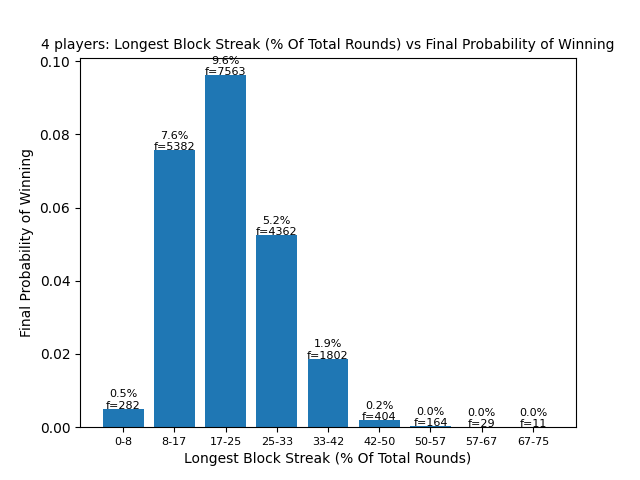 4 players: Longest Block Streak (% Of Total Rounds) vs Final Probability of Winning
Final Probability of Winning
0.10
0.08
0.06
0.04
0.02
0.00
0.5%
f=282
7.6%
f=5382
9.6%
f=7563
5.2%
f=4362
1.9%
f=1802
0.2%
f=404
0.0%
f=164
0.0%
f=29
0.0%
f=11
0-8
8-17
17-25
25-33
33-42
42-50
50-57
57-67
67-75
Longest Block Streak (% Of Total Rounds)